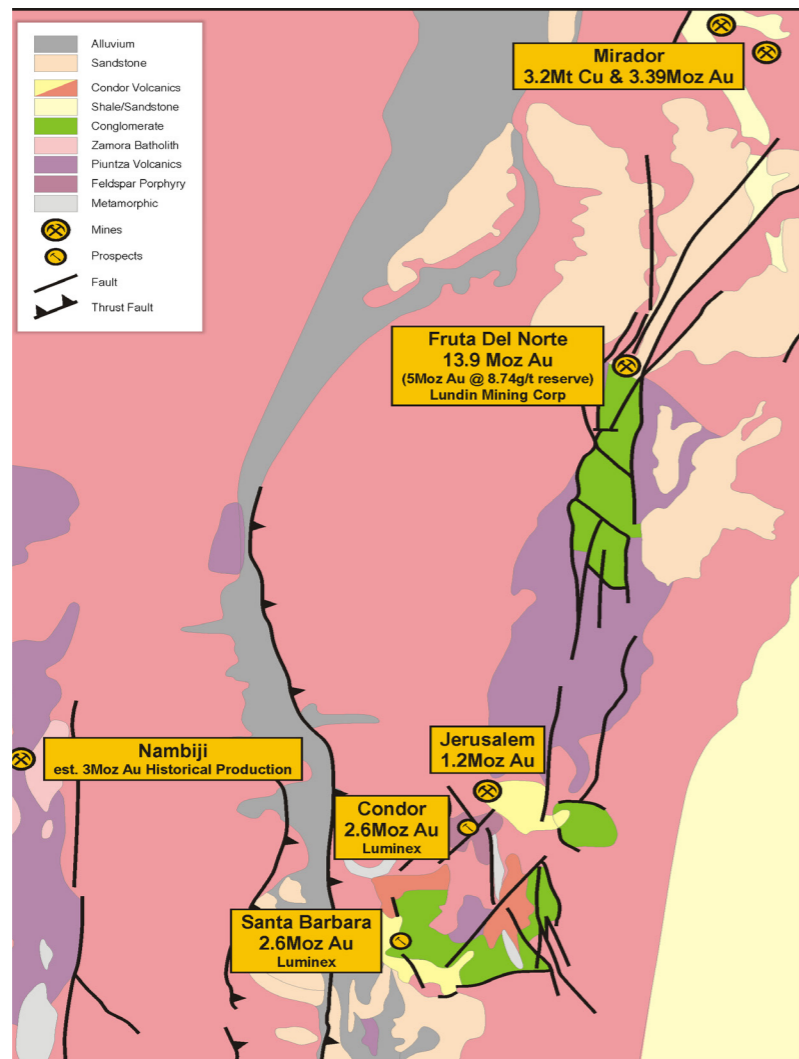 Alluvium
Sandstone
Condor Volcanics
Shale/Sandstone
Conglomerate
Zamora Batholith
Piuntza Volcanics
Feldspar Porphyry
Metamorphic
Mines
Prospects
Fault
Thrust Fault
Mirador
3.2Mt Cu & 3.39Moz Au
Fruta Del Norte
13.9 Moz Au
(5Moz Au @ 8.74g/t reserve)
Lundin Mining Corp
Nambiji
est. 3Moz Au Historical Production
Jerusalem
1.2Moz Au
Condor
2.6Moz Au
Luminex
Santa Barbara
2.6Moz Au
Luminex